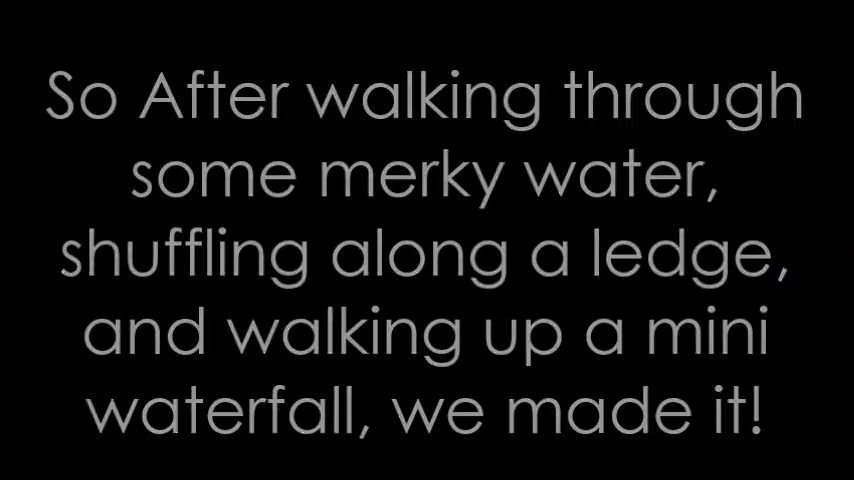 So After walking through
some merky water,
shuffling along a ledge,
and walking up a mini
waterfall, we made it!